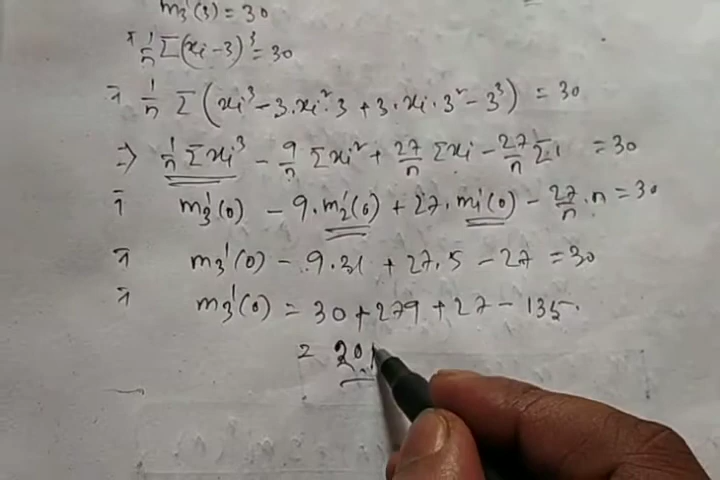 m₃'(3) = 30
⇒ 1/n Σ(xᵢ-3)³ = 30
⇒ 1/n Σ(xᵢ³ - 3.xᵢ².3 + 3.xᵢ.3² - 3³) = 30
⇒ 1/n Σxᵢ³ - 9/n Σxᵢ² + 27/n Σxᵢ - 27/n Σ1 = 30
⇒ m₃'(0) - 9.m₂'(0) + 27.m₁'(0) - 27/n . n = 30
⇒ m₃'(0) - 9.31 + 27.5 - 27 = 30
⇒ m₃'(0) = 30 + 279 + 27 - 135.
= 201